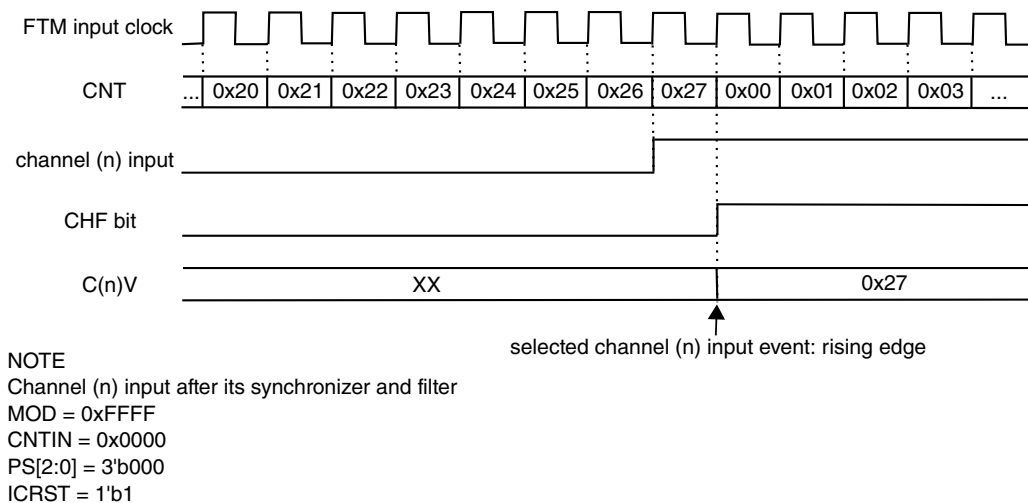 FTM input clock
CNT
... 0x20 0x21 0x22 0x23 0x24 0x25 0x26 0x27 0x00 0x01 0x02 0x03 ...
channel (n) input
CHF bit
C(n)V XX 0x27
selected channel (n) input event: rising edge
NOTE
Channel (n) input after its synchronizer and filter
MOD = 0xFFFF
CNTIN = 0x0000
PS[2:0] = 3'b000
ICRST = 1'b1